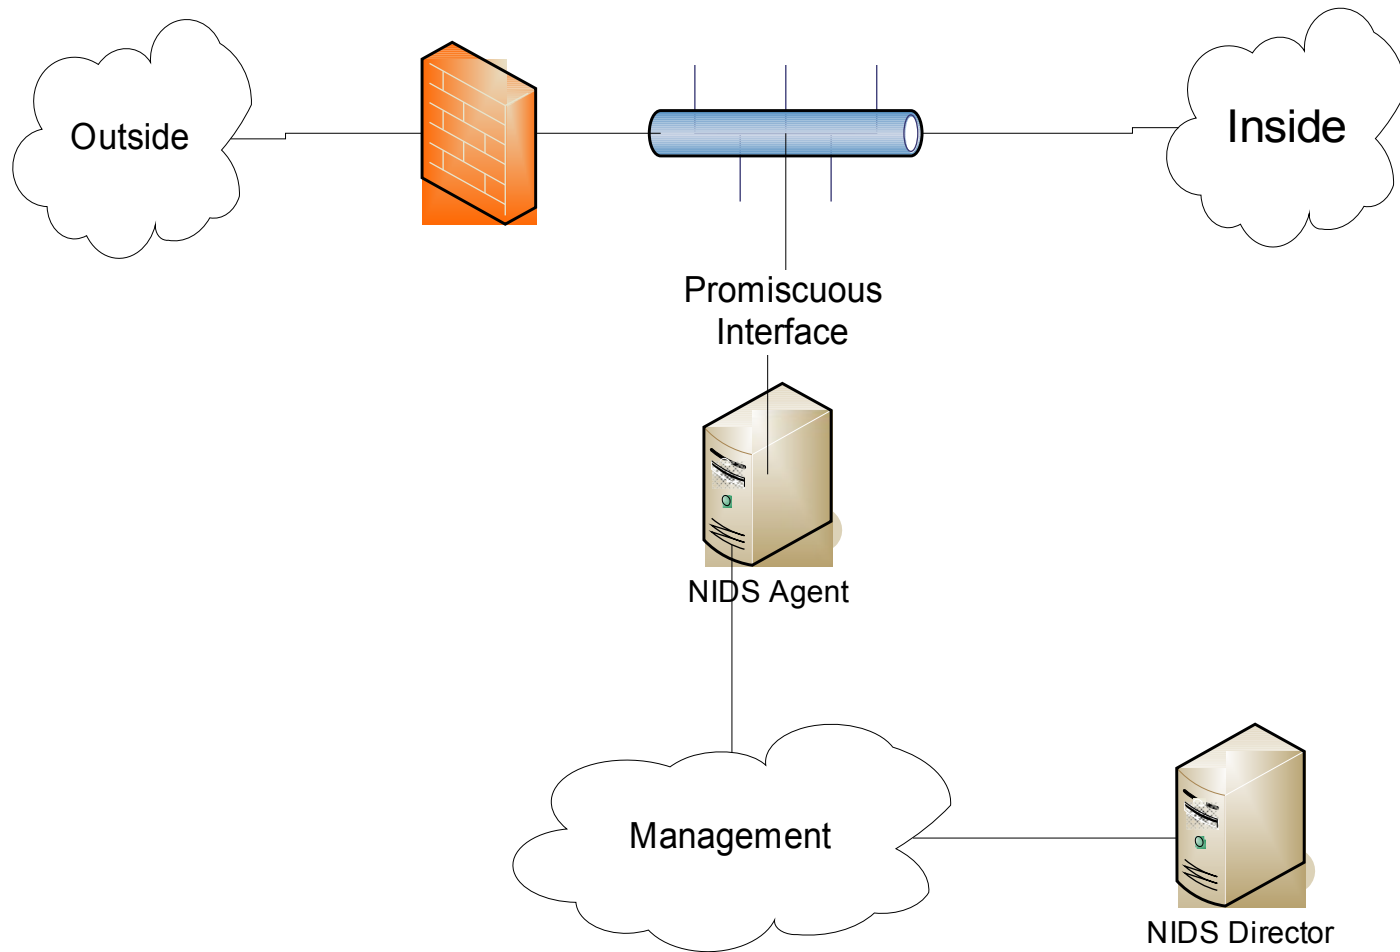 Outside
Inside
Promiscuous
Interface
NIDS Agent
Management
NIDS Director